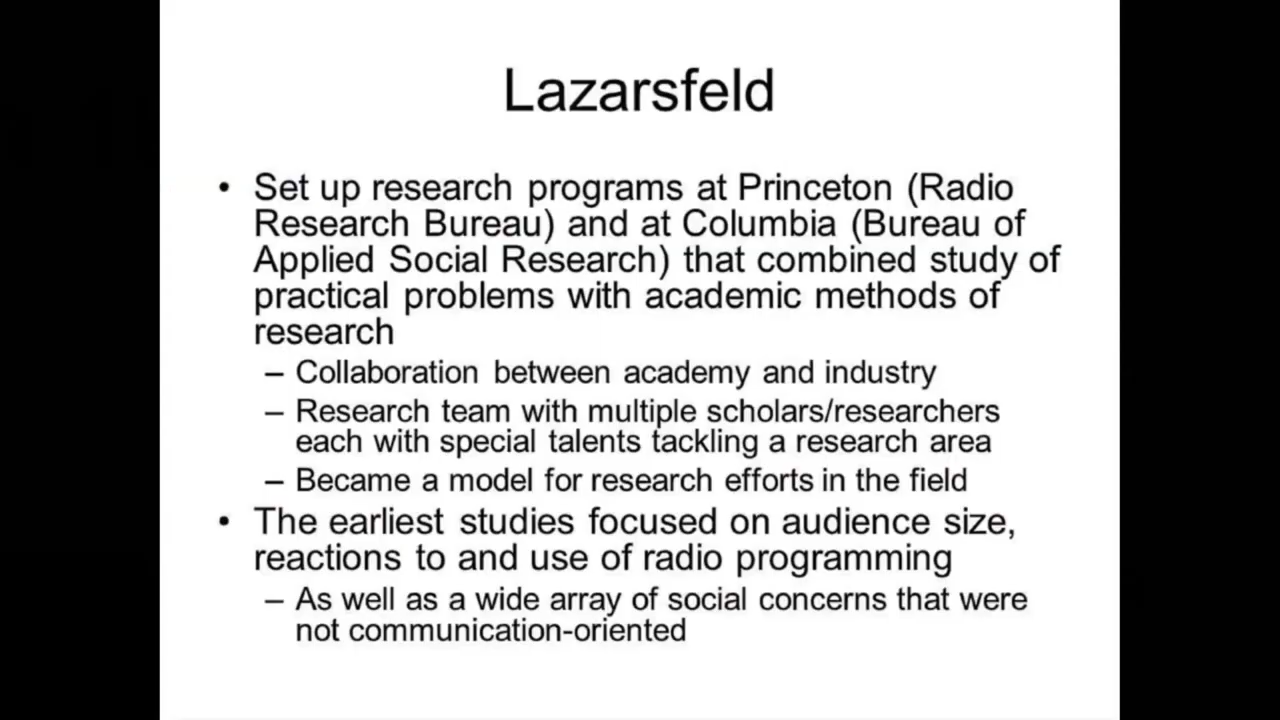 Lazarsfeld
• Set up research programs at Princeton (Radio
Research Bureau) and at Columbia (Bureau of
Applied Social Research) that combined study of
practical problems with academic methods of
research
– Collaboration between academy and industry
– Research team with multiple scholars/researchers
each with special talents tackling a research area
– Became a model for research efforts in the field
• The earliest studies focused on audience size,
reactions to and use of radio programming
– As well as a wide array of social concerns that were
not communication-oriented